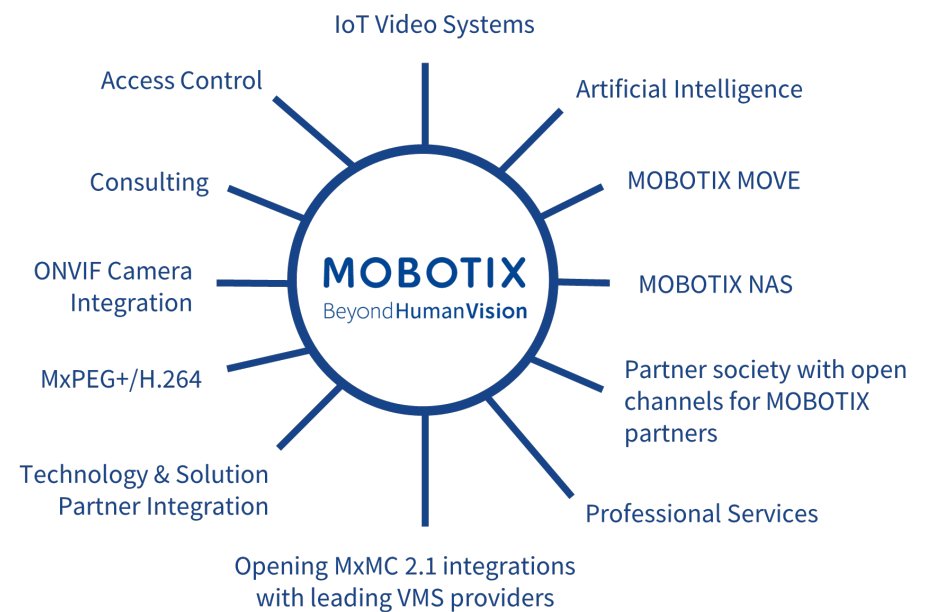 IoT Video Systems
Access Control
Artificial Intelligence
Consulting
MOBOTIX MOVE
ONVIF Camera
Integration
MOBOTIX
BeyondHumanVision
MOBOTIX NAS
MxPEG+/H.264
Partner society with open
channels for MOBOTIX
partners
Technology & Solution
Partner Integration
Professional Services
Opening MxMC 2.1 integrations
with leading VMS providers